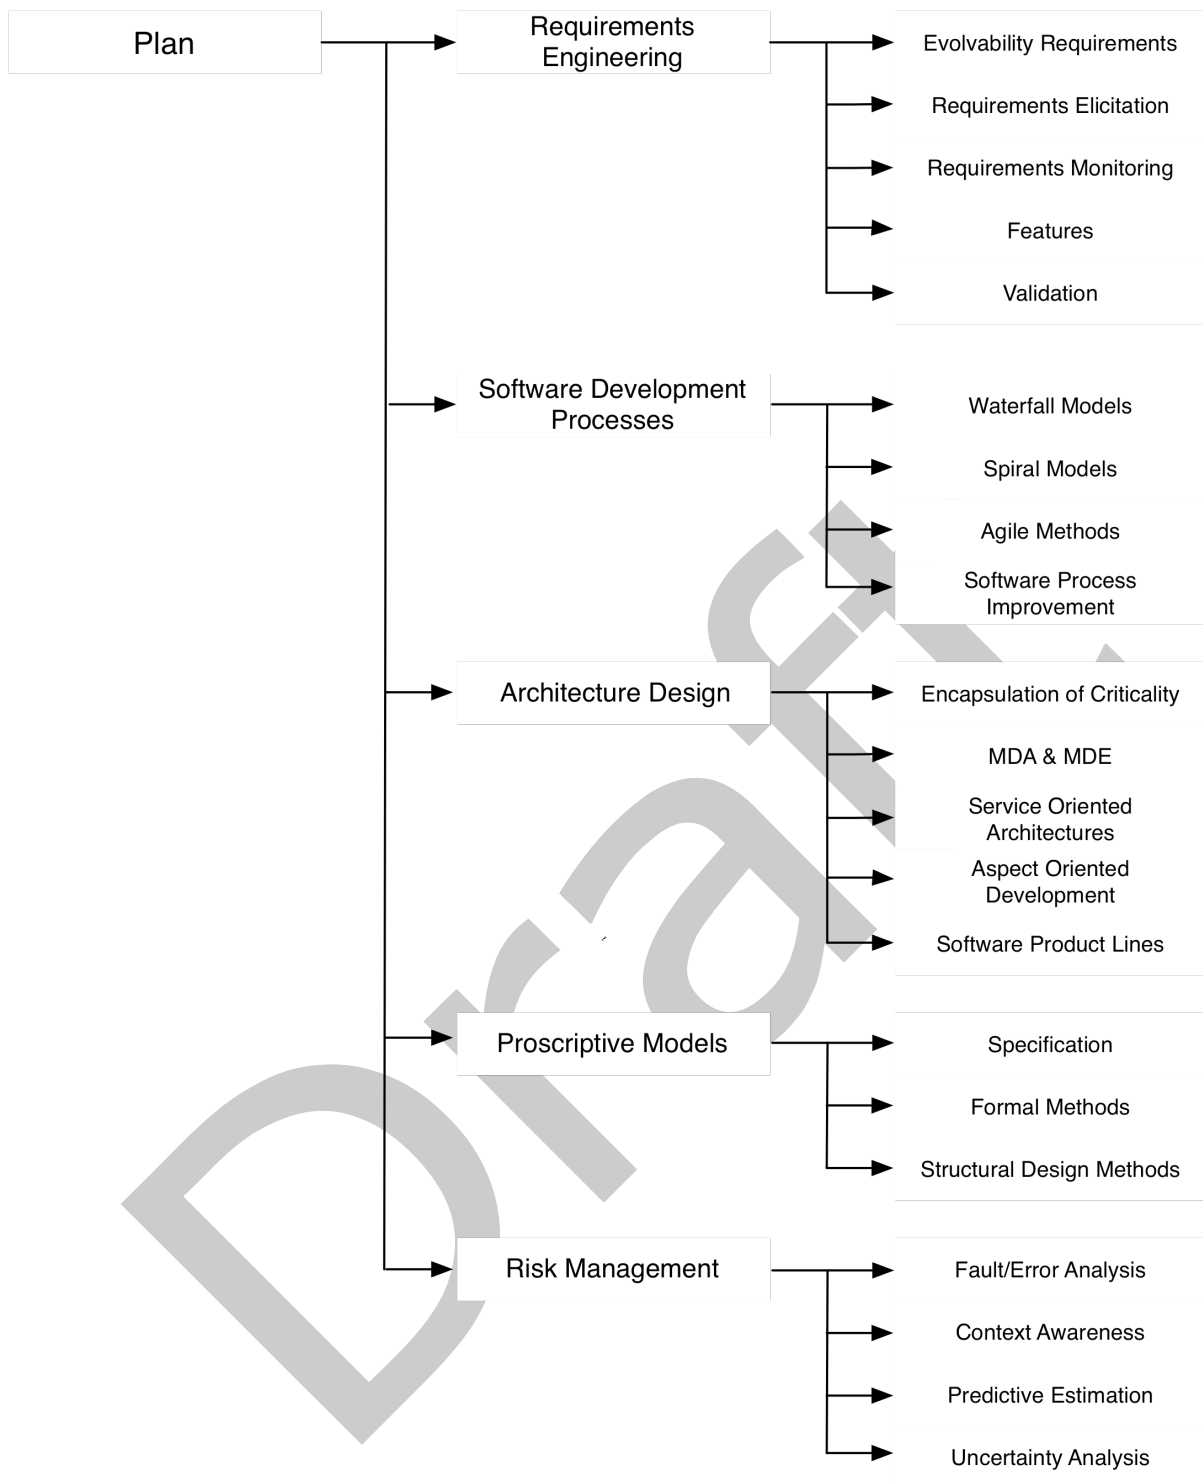 Plan
Requirements
Engineering
Evolvability Requirements
Requirements Elicitation
Requirements Monitoring
Features
Validation
Software Development
Processes
Waterfall Models
Spiral Models
Agile Methods
Software Process
Improvement
Architecture Design
Encapsulation of Criticality
MDA & MDE
Service Oriented
Architectures
Aspect Oriented
Development
Software Product Lines
Proscriptive Models
Specification
Formal Methods
Structural Design Methods
Risk Management
Fault/Error Analysis
Context Awareness
Predictive Estimation
Uncertainty Analysis
Draft